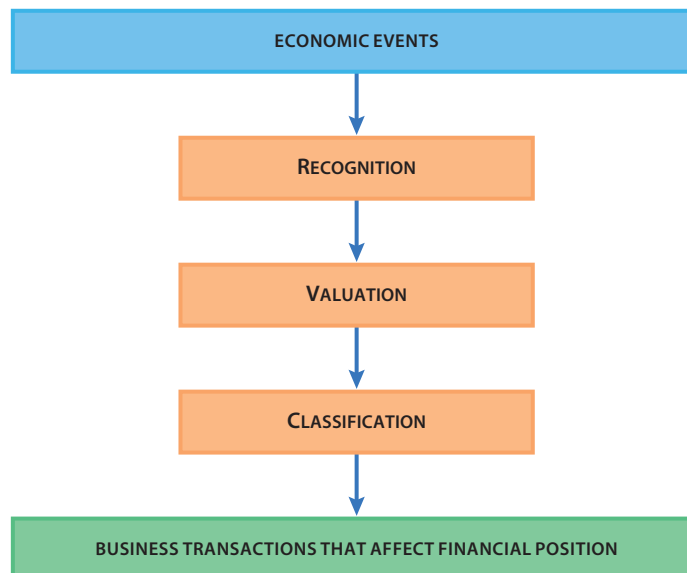 ECONOMIC EVENTS
RECOGNITION
VALUATION
CLASSIFICATION
BUSINESS TRANSACTIONS THAT AFFECT FINANCIAL POSITION